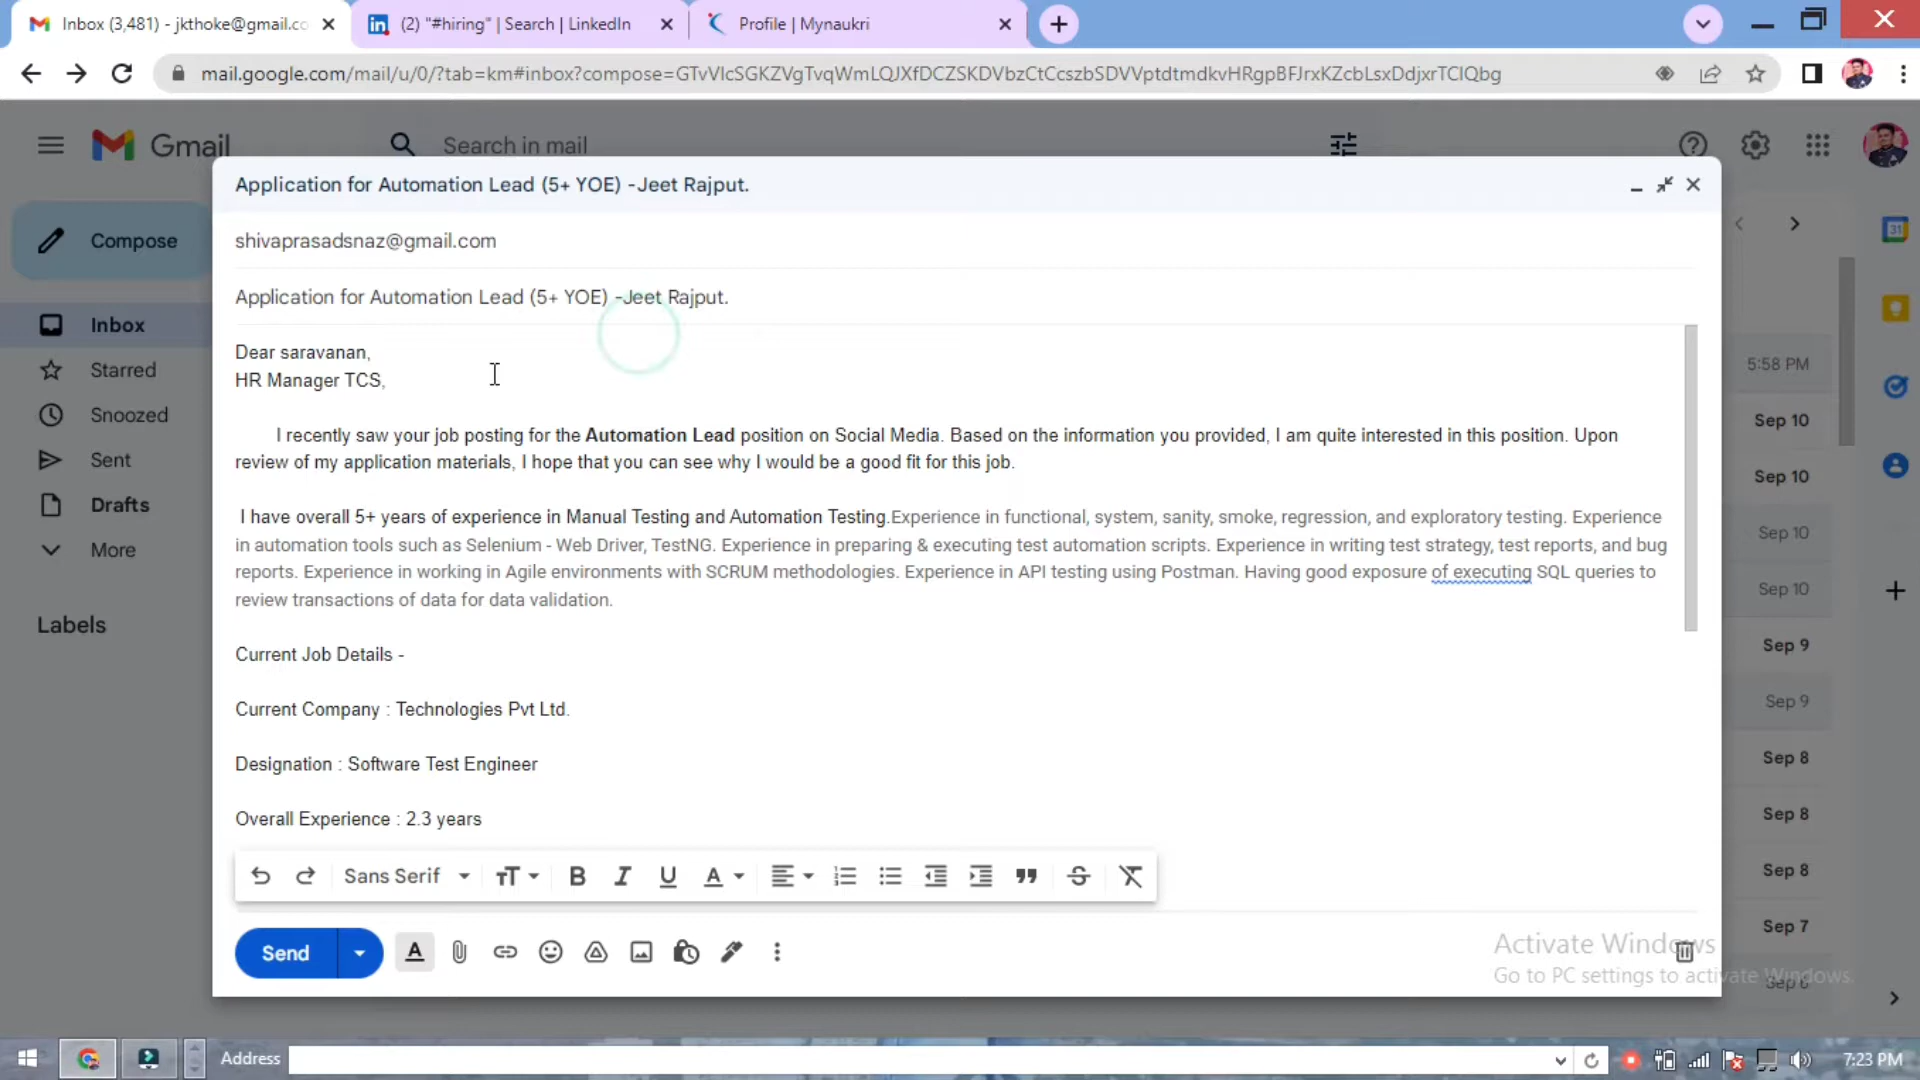 Inbox (3,481) - jkthoke@gmail.co
(2) "#hiring" | Search | LinkedIn
Profile | Mynaukri
mail.google.com/mail/u/0/?tab=km#inbox?compose=GTvVlcSGKZVgTvqWmLQJXfDCZSKDVbzCtCcszbSDVVptdtmdkvHRgpBFJrxKZcbLsxDdjxrTClQbg
Gmail
Search in mail
Compose
Inbox
Starred
Snoozed
Sent
Drafts
More
Labels
Application for Automation Lead (5+ YOE) -Jeet Rajput.
shivaprasadsnaz@gmail.com
Application for Automation Lead (5+ YOE) -Jeet Rajput.
Dear saravanan,
HR Manager TCS,
I recently saw your job posting for the Automation Lead position on Social Media. Based on the information you provided, I am quite interested in this position. Upon
review of my application materials, I hope that you can see why I would be a good fit for this job.
I have overall 5+ years of experience in Manual Testing and Automation Testing.Experience in functional, system, sanity, smoke, regression, and exploratory testing. Experience
in automation tools such as Selenium - Web Driver, TestNG. Experience in preparing & executing test automation scripts. Experience in writing test strategy, test reports, and bug
reports. Experience in working in Agile environments with SCRUM methodologies. Experience in API testing using Postman. Having good exposure of executing SQL queries to
review transactions of data for data validation.
Current Job Details -
Current Company : Technologies Pvt Ltd.
Designation : Software Test Engineer
Overall Experience : 2.3 years
Sans Serif
Send
5:58 PM
Sep 10
Sep 10
Sep 10
Sep 10
Sep 9
Sep 9
Sep 8
Sep 8
Sep 8
Sep 7
Activate Windows
Go to PC settings to activate Windows.
Address
7:23 PM